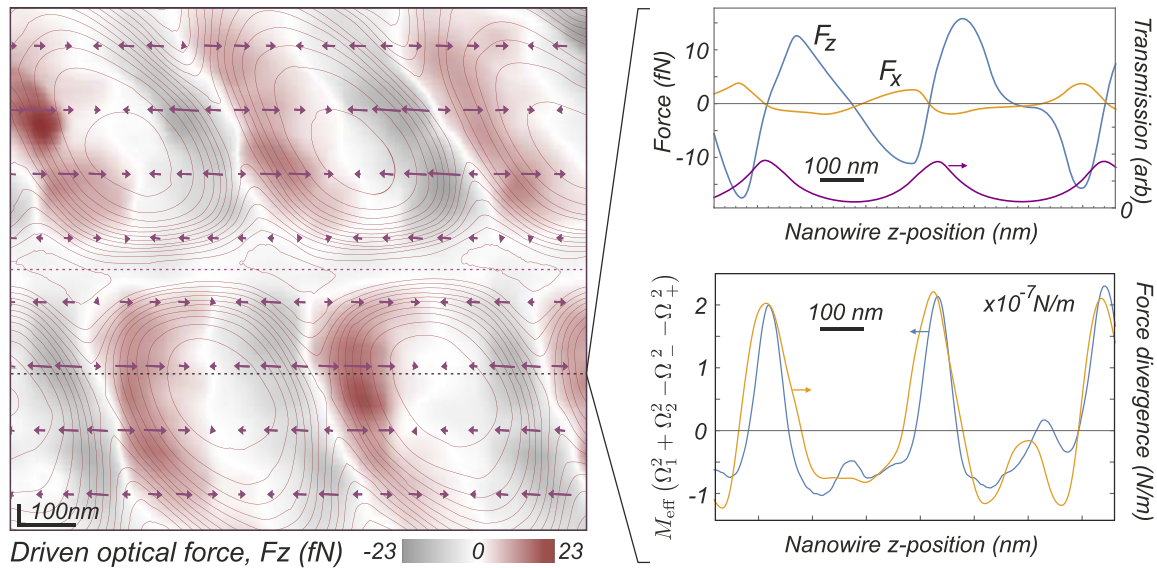 100nm
Driven optical force, Fz (fN) -23 0 23
F_z
F_x
10
0
-10
Force (fN)
Transmission (arb)
0
100 nm
Nanowire z-position (nm)
x10^-7 N/m
100 nm
2
1
0
-1
M_eff (Ω_1^2 + Ω_2^2 − Ω_-^2 − Ω_+^2)
Force divergence (N/m)
Nanowire z-position (nm)